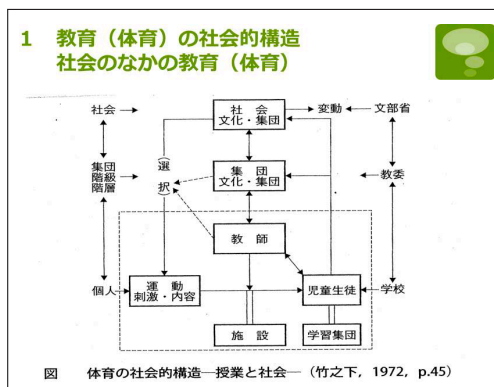 1 教育（体育）の社会的構造
社会のなかの教育（体育）
社会
社会
文化・集団
変動
文部省
集団
階級
階層
（選択）
集団
文化・集団
教委
教師
個人
運動
刺激・内容
児童生徒
学校
施設
学習集団
図 体育の社会的構造―授業と社会―（竹之下，1972，p.45）